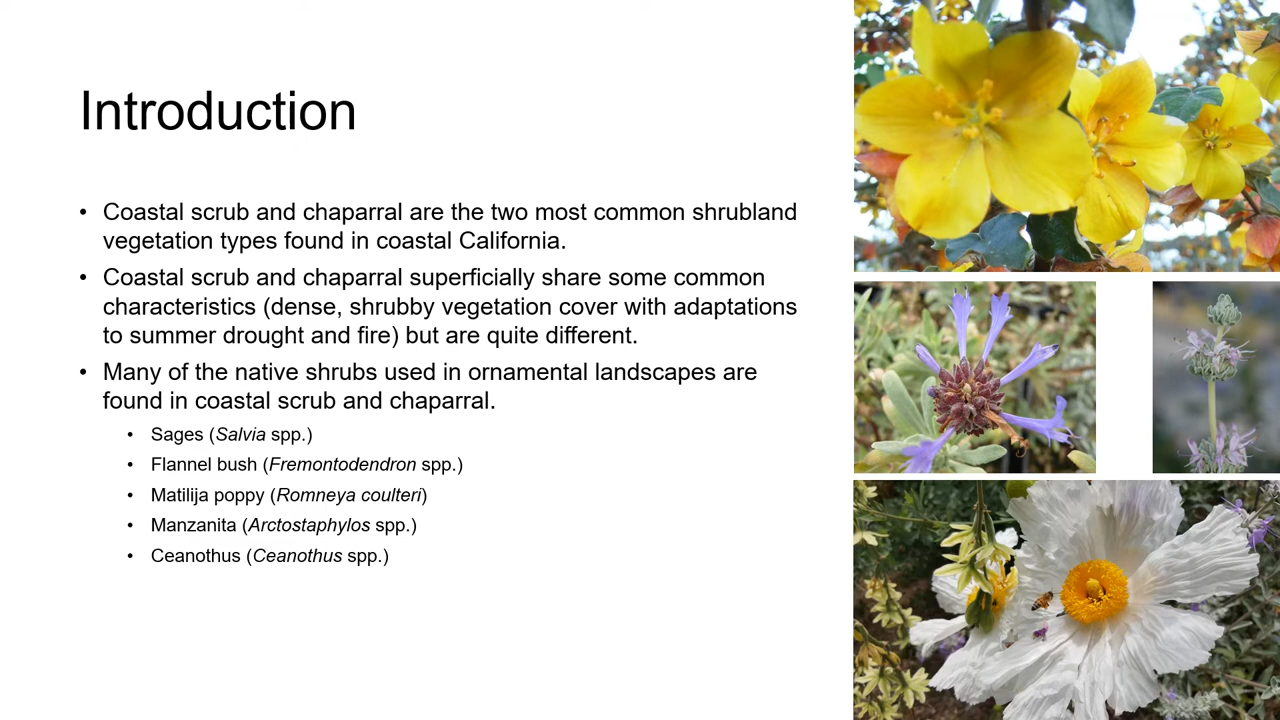 Introduction
• Coastal scrub and chaparral are the two most common shrubland
vegetation types found in coastal California.
• Coastal scrub and chaparral superficially share some common
characteristics (dense, shrubby vegetation cover with adaptations
to summer drought and fire) but are quite different.
• Many of the native shrubs used in ornamental landscapes are
found in coastal scrub and chaparral.
• Sages (Salvia spp.)
• Flannel bush (Fremontodendron spp.)
• Matilija poppy (Romneya coulteri)
• Manzanita (Arctostaphylos spp.)
• Ceanothus (Ceanothus spp.)